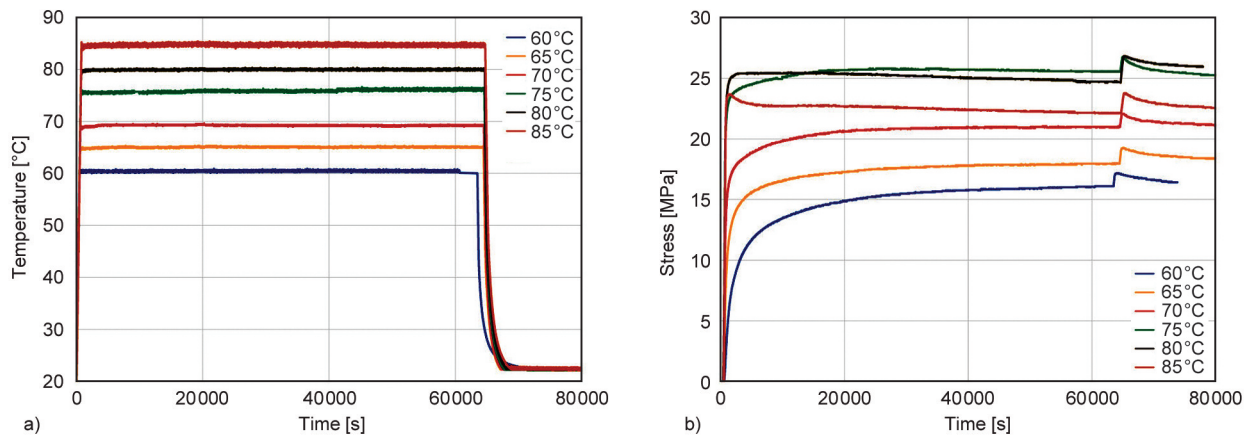 90
80
70
60
50
40
30
20
Temperature [°C]
0 20000 40000 60000 80000
Time [s]
60°C
65°C
70°C
75°C
80°C
85°C
a)
30
25
20
15
10
5
0
Stress [MPa]
0 20000 40000 60000 80000
Time [s]
60°C
65°C
70°C
75°C
80°C
85°C
b)